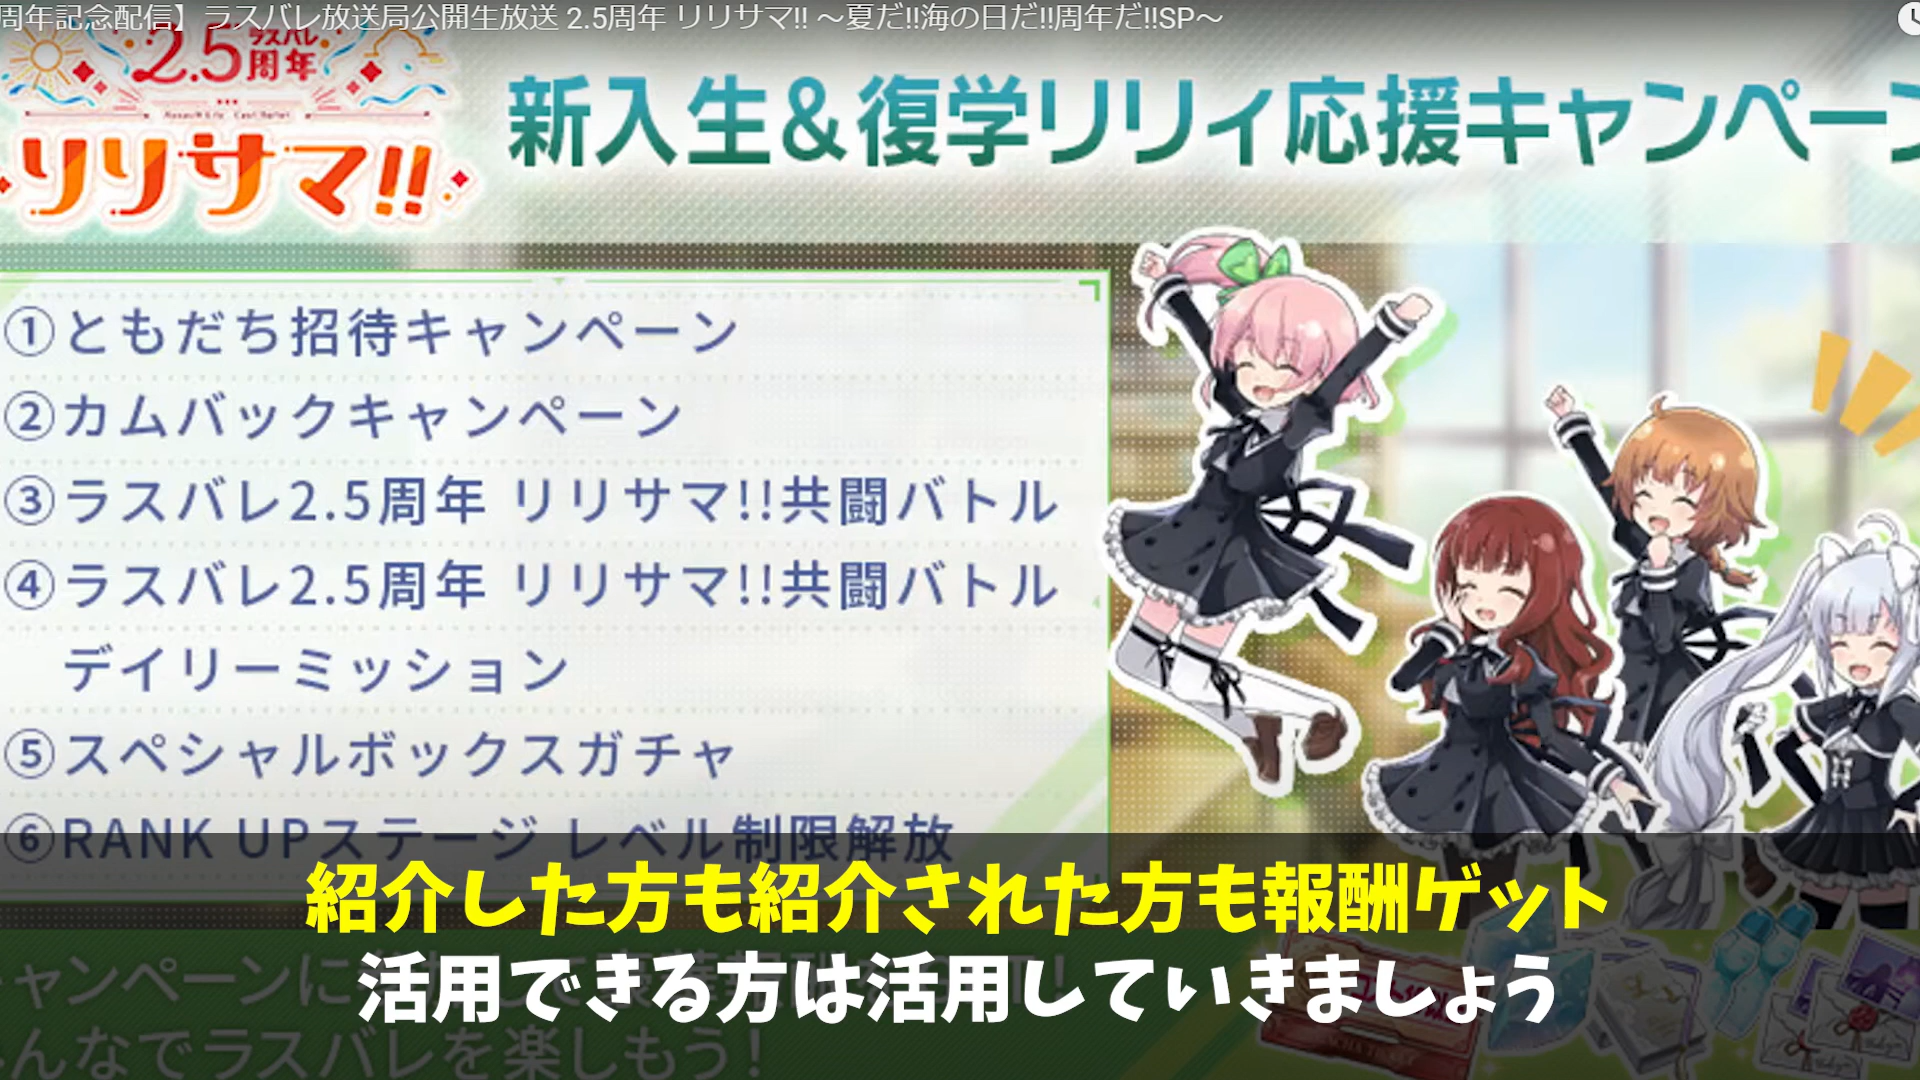 周年記念配信】ラスバレ放送局公開生放送 2.5周年 リリサマ!! ～夏だ!!海の日だ!!周年だ!!SP～
2.5 ラスバレ 周年
リリサマ!!
新入生&復学リリィ応援キャンペーン
①ともだち招待キャンペーン
②カムバックキャンペーン
③ラスバレ2.5周年 リリサマ!!共闘バトル
④ラスバレ2.5周年 リリサマ!!共闘バトル
デイリーミッション
⑤スペシャルボックスガチャ
⑥RANK UPステージ レベル制限解放
紹介した方も紹介された方も報酬ゲット
活用できる方は活用していきましょう
キャンペーンに
んなでラスバレを楽しもう!